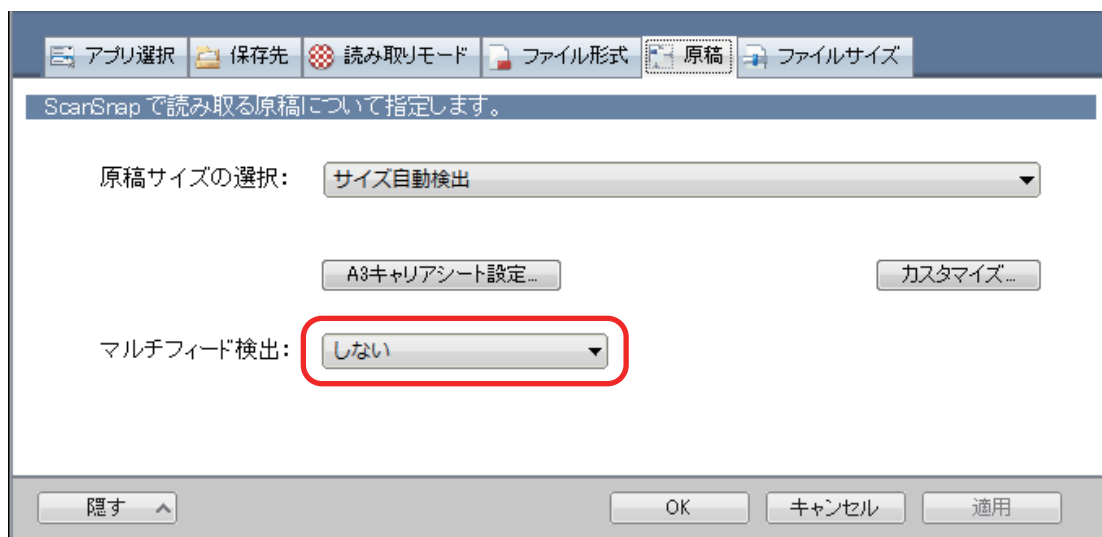 アプリ選択 保存先 読み取りモード ファイル形式 原稿 ファイルサイズ
ScanSnap で読み取る原稿について指定します。
原稿サイズの選択: サイズ自動検出
A3キャリアシート設定... カスタマイズ...
マルチフィード検出: しない
隠す OK キャンセル 適用